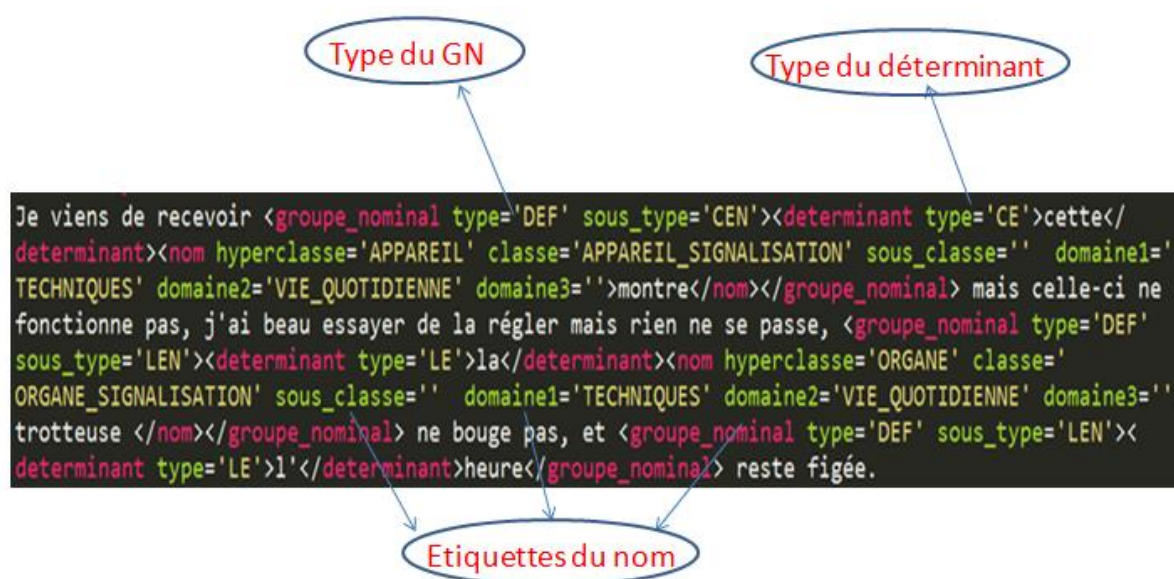 Type du GN
Type du déterminant
Je viens de recevoir <groupe_nominal type='DEF' sous_type='CEN'><determinant type='CE'>cette</
determinant><nom hyperclasse='APPAREIL' classe='APPAREIL_SIGNALISATION' sous_classe='' domaine1=
TECHNIQUES' domaine2='VIE_QUOTIDIENNE' domaine3=''>montre</nom></groupe_nominal> mais celle-ci ne
fonctionne pas, j'ai beau essayer de la régler mais rien ne se passe, <groupe_nominal type='DEF'
sous_type='LEN'><determinant type='LE'>la</determinant><nom hyperclasse='ORGANE' classe='
ORGANE_SIGNALISATION' sous_classe='' domaine1='TECHNIQUES' domaine2='VIE_QUOTIDIENNE' domaine3=''
trotteuse </nom></groupe_nominal> ne bouge pas, et <groupe_nominal type='DEF' sous_type='LEN'><
determinant type='LE'>l'</determinant>heure</groupe_nominal> reste figée.
Etiquettes du nom